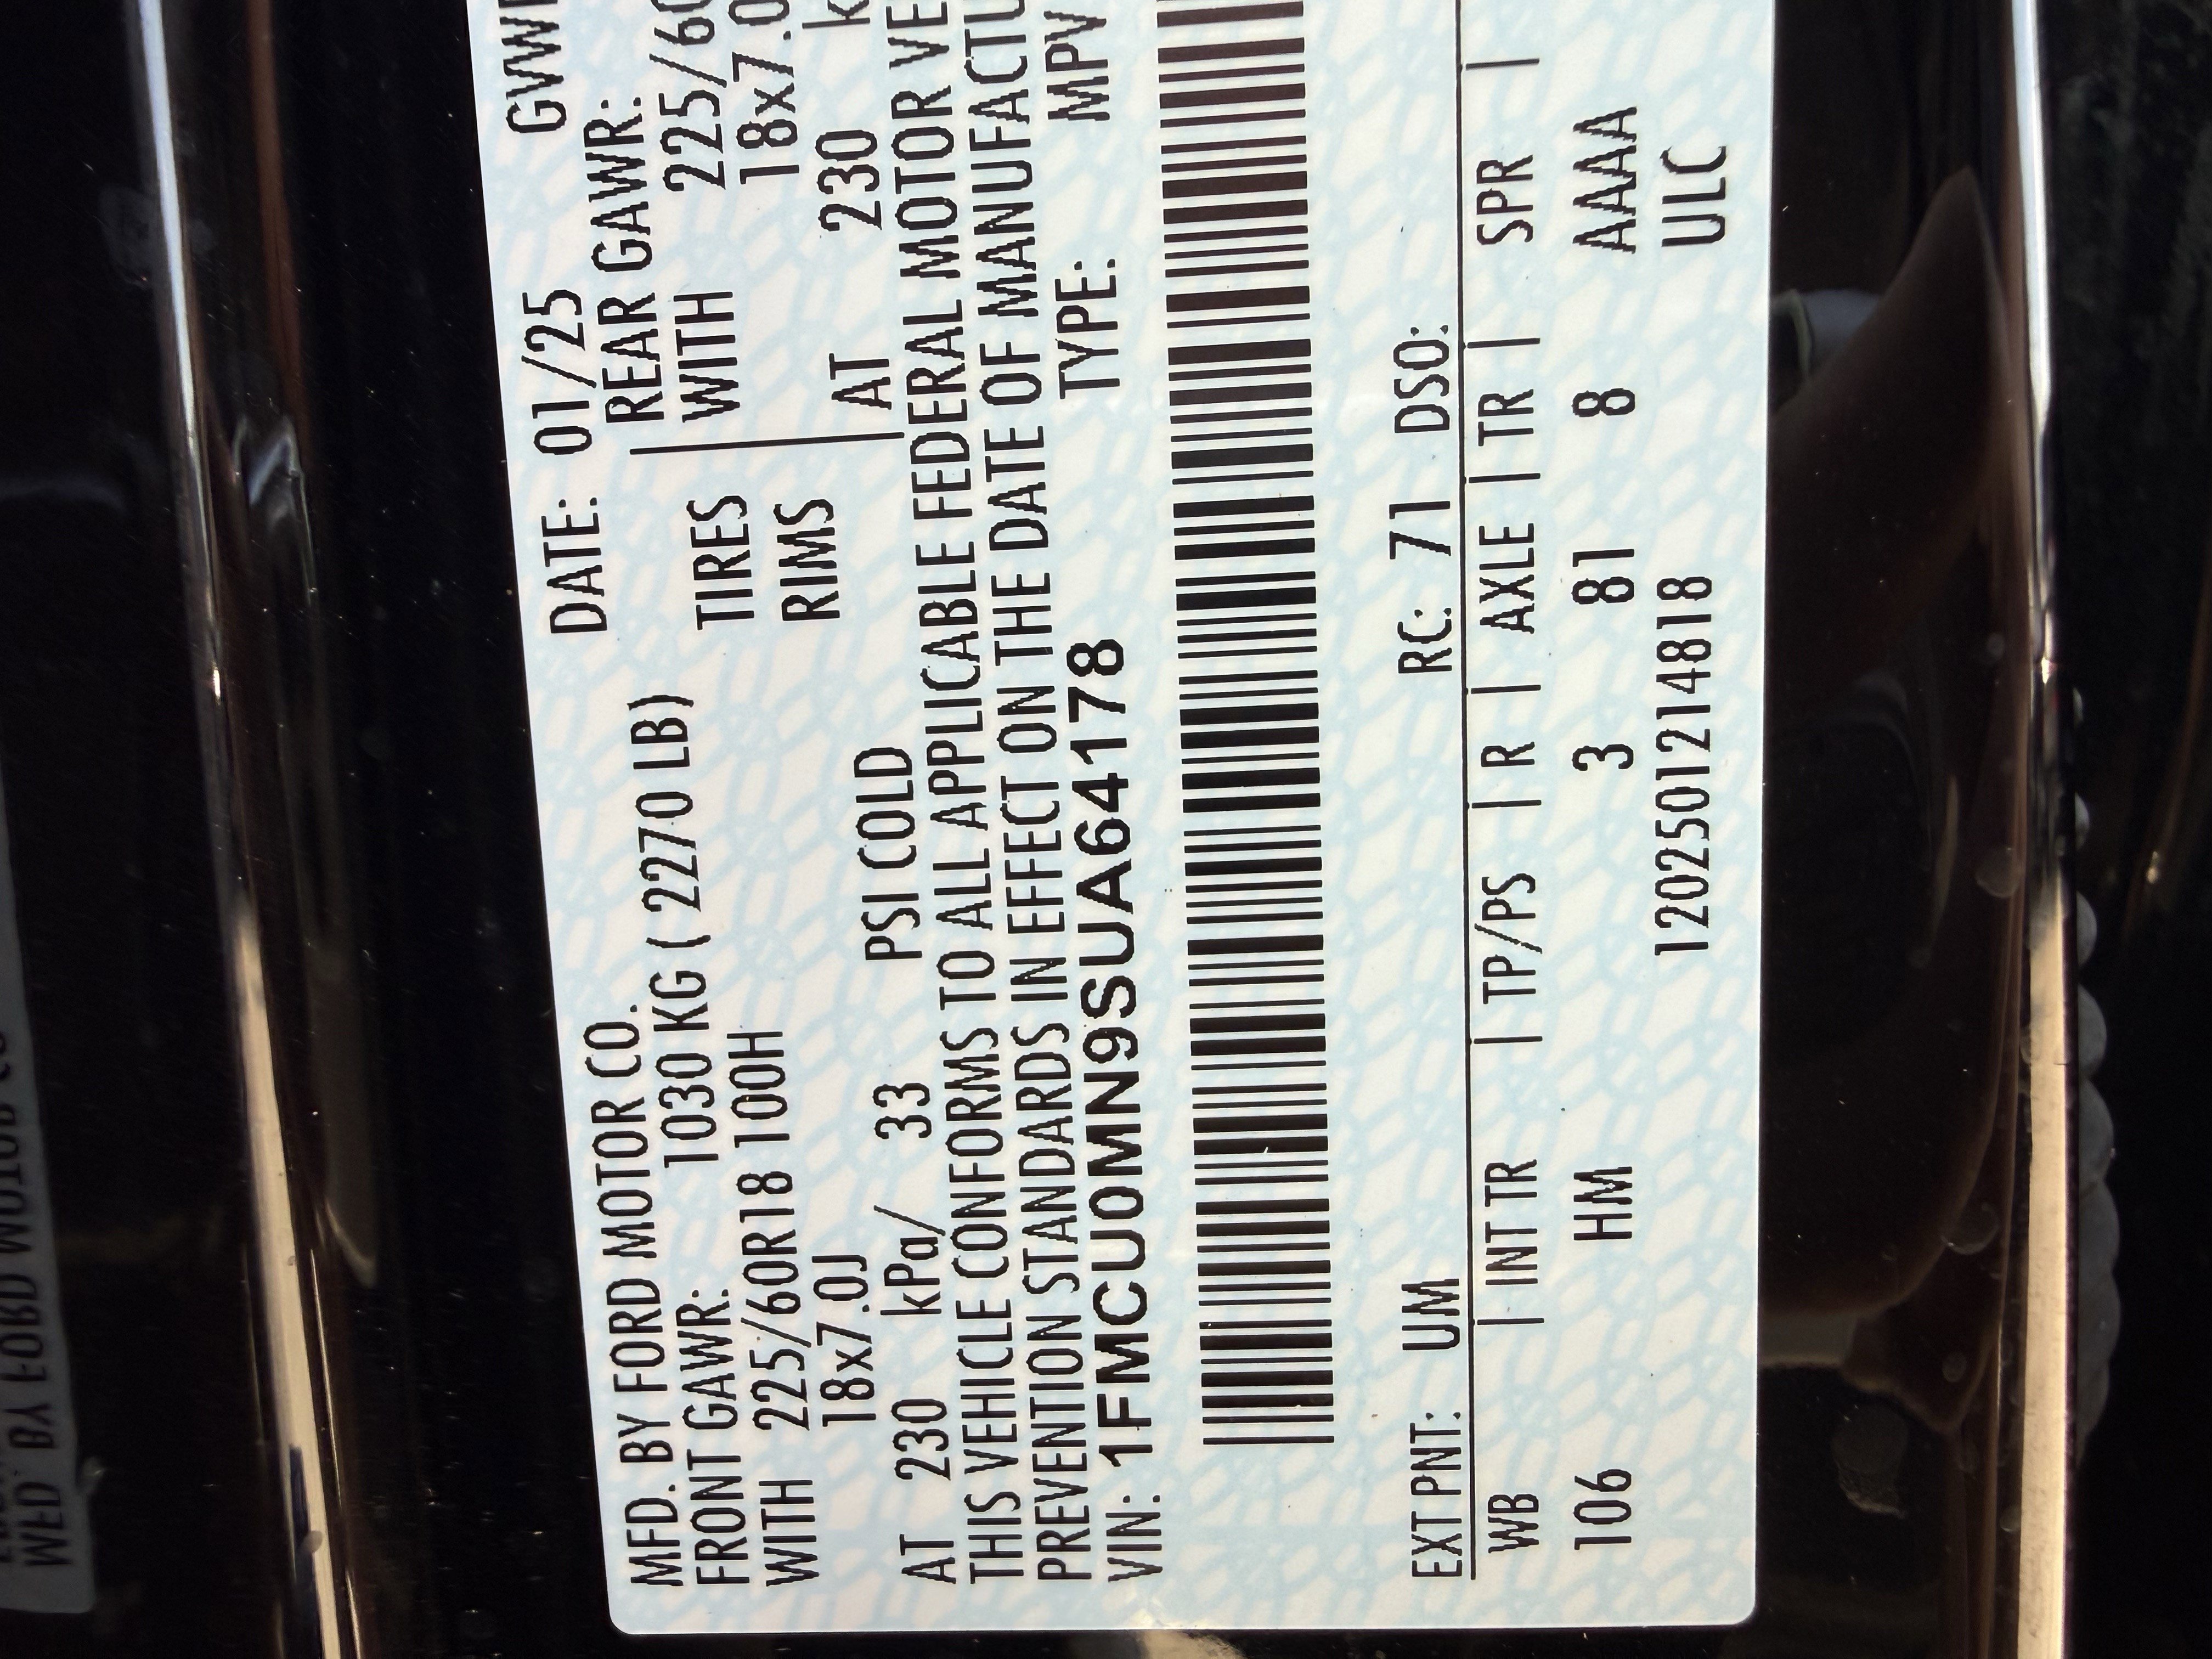 MFD. BY FORD MOTOR CO. DATE: 01/25
FRONT GAWR: 1030 KG ( 2270 LB) REAR GAWR:
WITH 225/60R18 100H TIRES WITH
18x7.0J RIMS
AT 230 kPa/ 33 PSI COLD AT 230
THIS VEHICLE CONFORMS TO ALL APPLICABLE FEDERAL MOTOR
PREVENTION STANDARDS IN EFFECT ON THE DATE OF
VIN: 1FMCU0MN9SUA64178 TYPE: MPV
EXT PNT: UM RC: 71 DSO:
WB | INT TR | TP/PS | R | AXLE | TR | SPR |
106 HM 3 81 8 AAAA
120250121 4818 ULC
MFD. BY FORD MOTOR CO